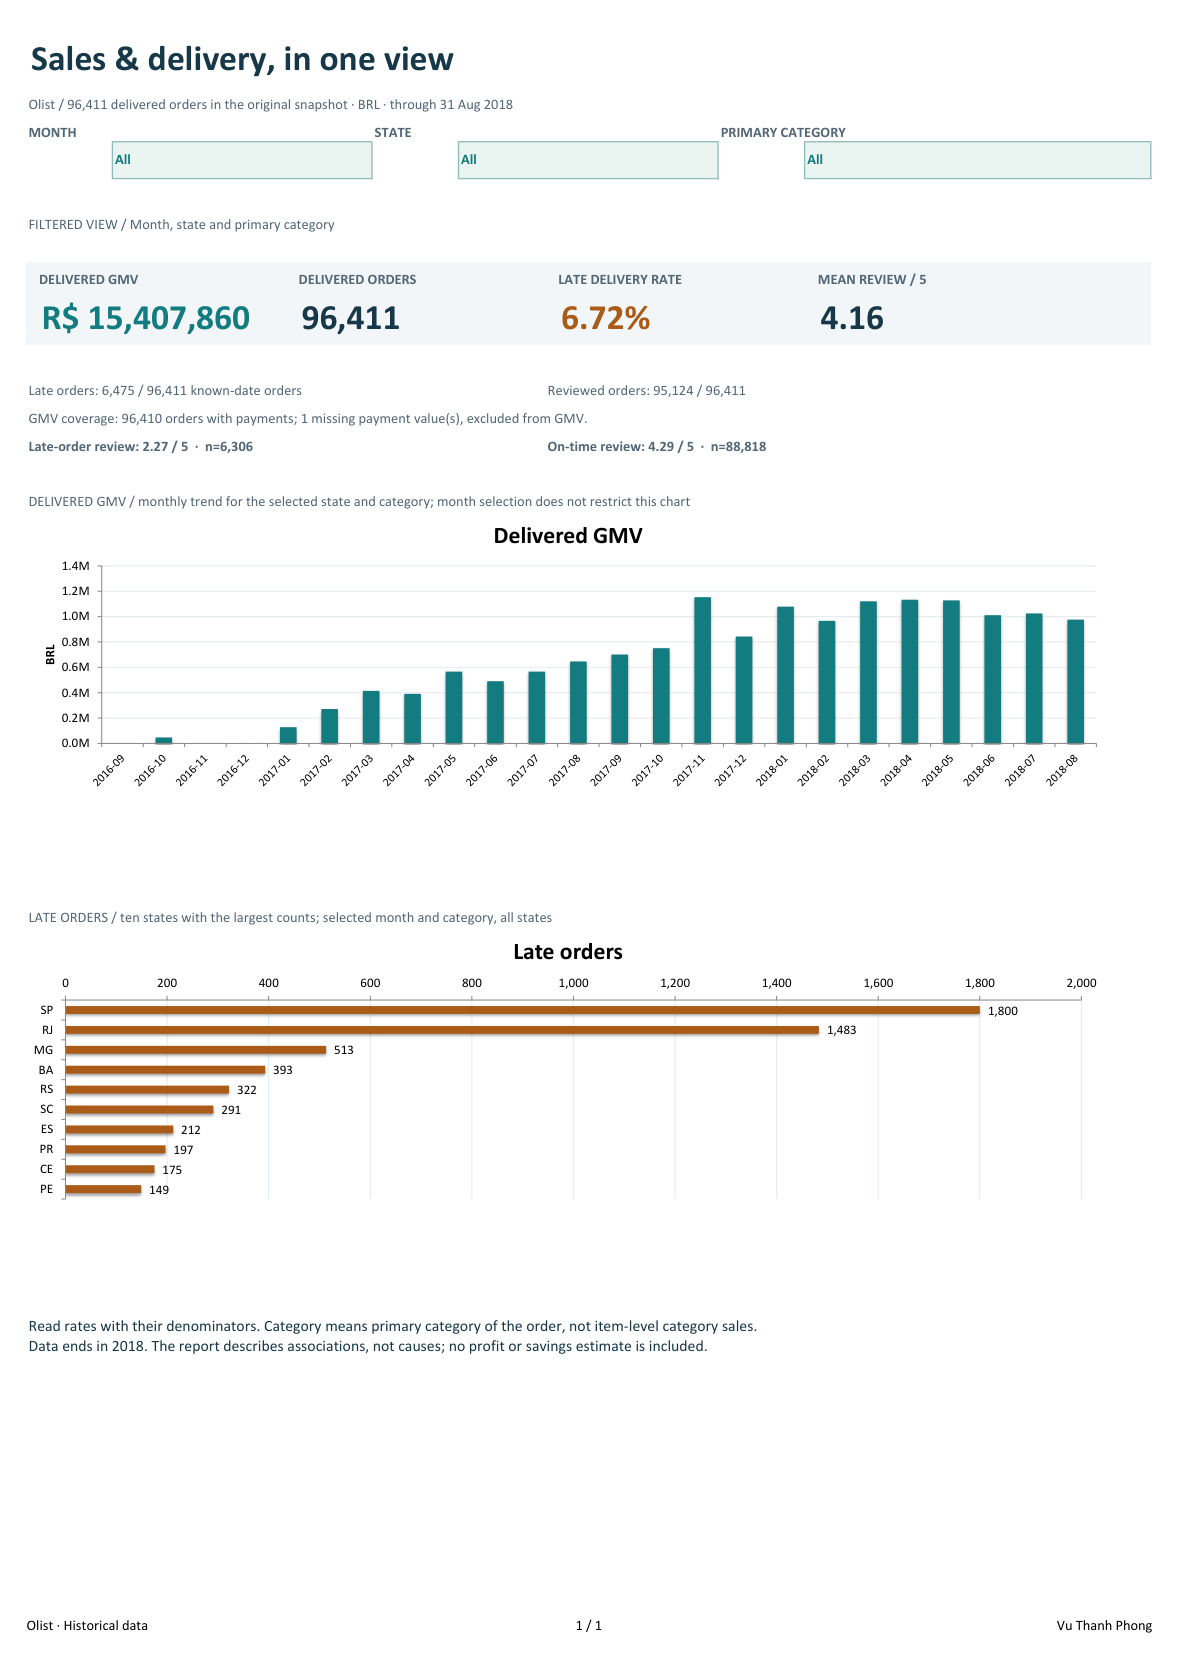 Sales & delivery, in one view
Olist / 96,411 delivered orders in the original snapshot · BRL · through 31 Aug 2018
MONTH STATE PRIMARY CATEGORY
All All All
FILTERED VIEW / Month, state and primary category
DELIVERED GMV DELIVERED ORDERS LATE DELIVERY RATE MEAN REVIEW / 5
R$ 15,407,860 96,411 6.72% 4.16
Late orders: 6,475 / 96,411 known-date orders Reviewed orders: 95,124 / 96,411
GMV coverage: 96,410 orders with payments; 1 missing payment value(s), excluded from GMV.
Late-order review: 2.27 / 5 · n=6,306 On-time review: 4.29 / 5 · n=88,818
DELIVERED GMV / monthly trend for the selected state and category; month selection does not restrict this chart
Delivered GMV
BRL
1.4M
1.2M
1.0M
0.8M
0.6M
0.4M
0.2M
0.0M
2016-09 2016-10 2016-11 2016-12 2017-01 2017-02 2017-03 2017-04 2017-05 2017-06 2017-07 2017-08 2017-09 2017-10 2017-11 2017-12 2018-01 2018-02 2018-03 2018-04 2018-05 2018-06 2018-07 2018-08
LATE ORDERS / ten states with the largest counts; selected month and category, all states
Late orders
0 200 400 600 800 1,000 1,200 1,400 1,600 1,800 2,000
SP 1,800
RJ 1,483
MG 513
BA 393
RS 322
SC 291
ES 212
PR 197
CE 175
PE 149
Read rates with their denominators. Category means primary category of the order, not item-level category sales.
Data ends in 2018. The report describes associations, not causes; no profit or savings estimate is included.
Olist · Historical data 1 / 1 Vu Thanh Phong